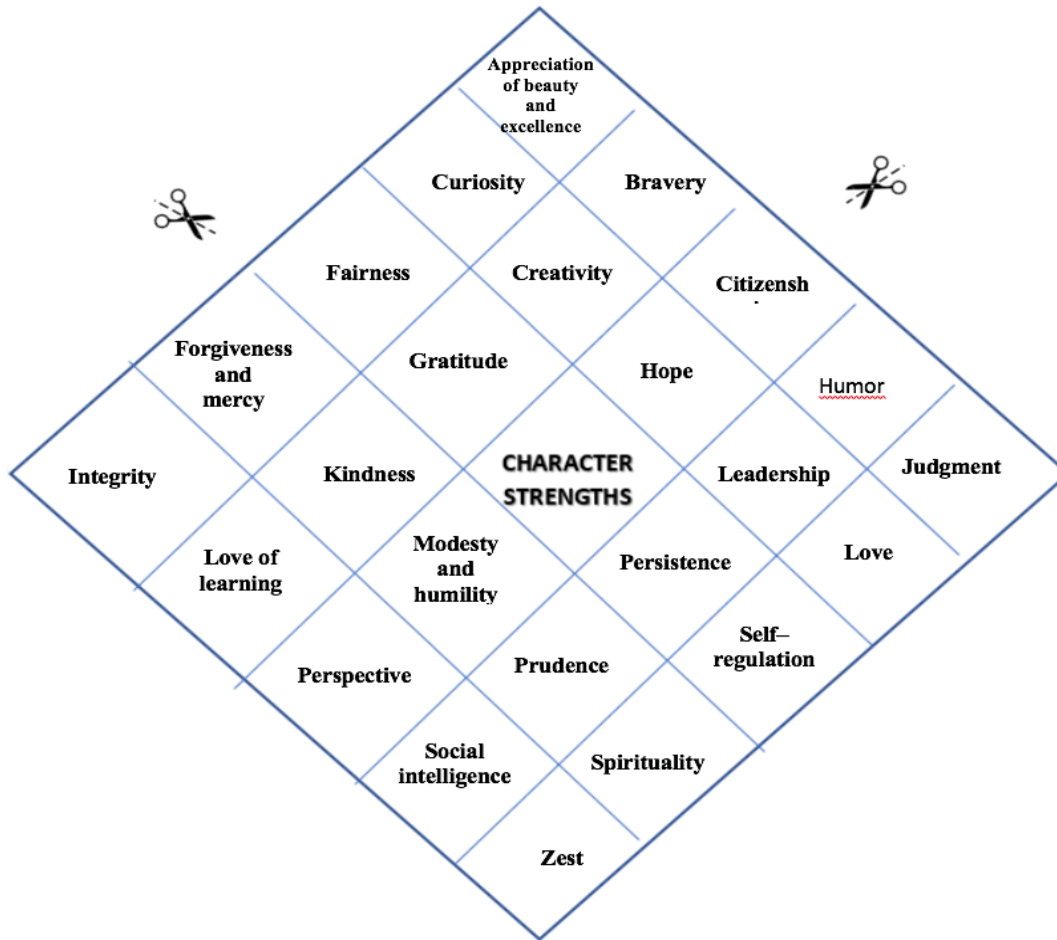 Appreciation
of beauty
and
excellence
Curiosity
Bravery
Fairness
Creativity
Citizensh
Forgiveness
and
mercy
Gratitude
Hope
Humor
Integrity
Kindness
CHARACTER
STRENGTHS
Leadership
Judgment
Love of
learning
Modesty
and
humility
Persistence
Love
Perspective
Prudence
Self–
regulation
Social
intelligence
Spirituality
Zest